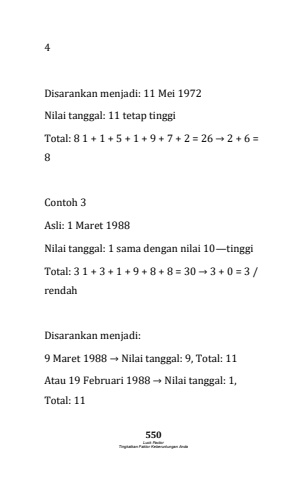 4
Disarankan menjadi: 11 Mei 1972
Nilai tanggal: 11 tetap tinggi
Total: 8 1 + 1 + 5 + 1 + 9 + 7 + 2 = 26 → 2 + 6 =
8
Contoh 3
Asli: 1 Maret 1988
Nilai tanggal: 1 sama dengan nilai 10—tinggi
Total: 3 1 + 3 + 1 + 9 + 8 + 8 = 30 → 3 + 0 = 3 /
rendah
Disarankan menjadi:
9 Maret 1988 → Nilai tanggal: 9, Total: 11
Atau 19 Februari 1988 → Nilai tanggal: 1,
Total: 11
550
Luck Factor
Tingkatkan Faktor Keberuntungan Anda